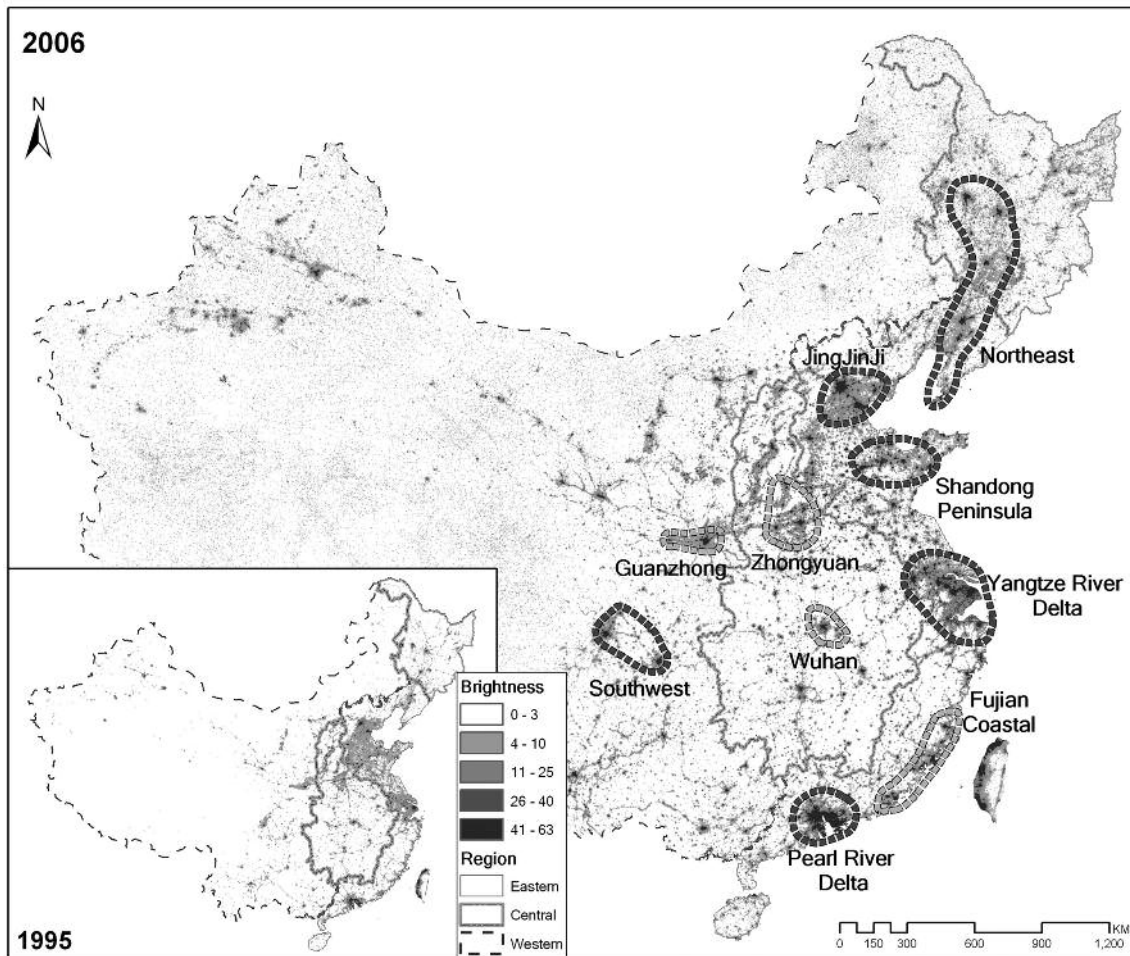 2006
N
JingJinJi
Northeast
Shandong
Peninsula
Guanzhong
Zhongyuan
Yangtze River
Delta
Wuhan
Southwest
Fujian
Coastal
Pearl River
Delta
Brightness
0 - 3
4 - 10
11 - 25
26 - 40
41 - 63
Region
Eastern
Central
Western
1995
KM
0 75 150 300 600 900 1,200